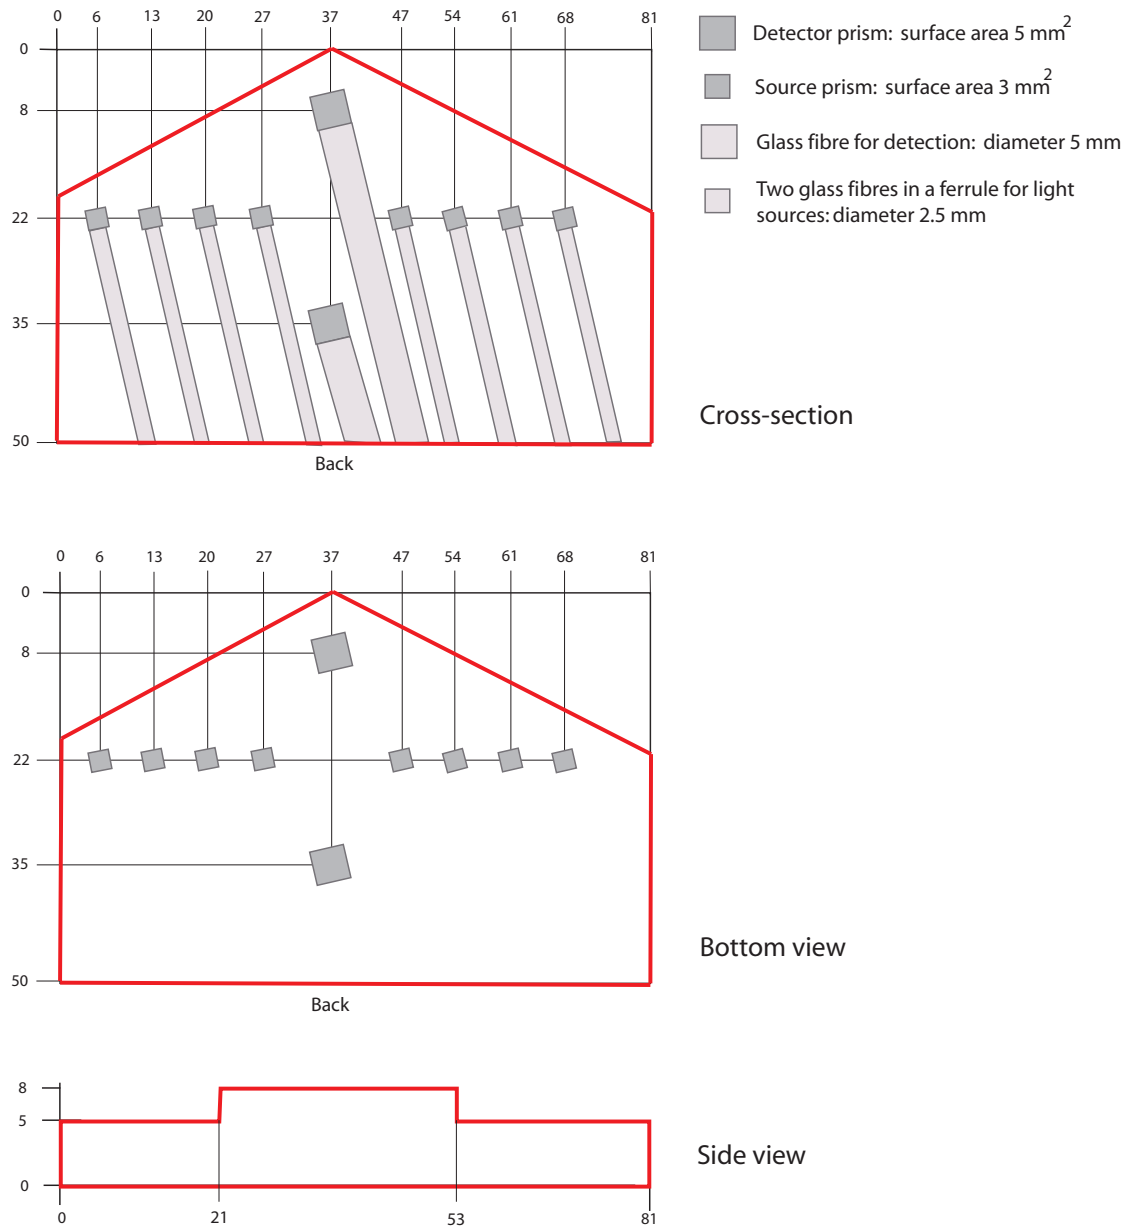 0 6 13 20 27 37 47 54 61 68 81
0
8
22
35
50
Back
Detector prism: surface area 5 mm2
Source prism: surface area 3 mm2
Glass fibre for detection: diameter 5 mm
Two glass fibres in a ferrule for light
sources: diameter 2.5 mm
Cross-section
0 6 13 20 27 37 47 54 61 68 81
0
8
22
35
50
Back
Bottom view
8
5
0
0 21 53 81
Side view